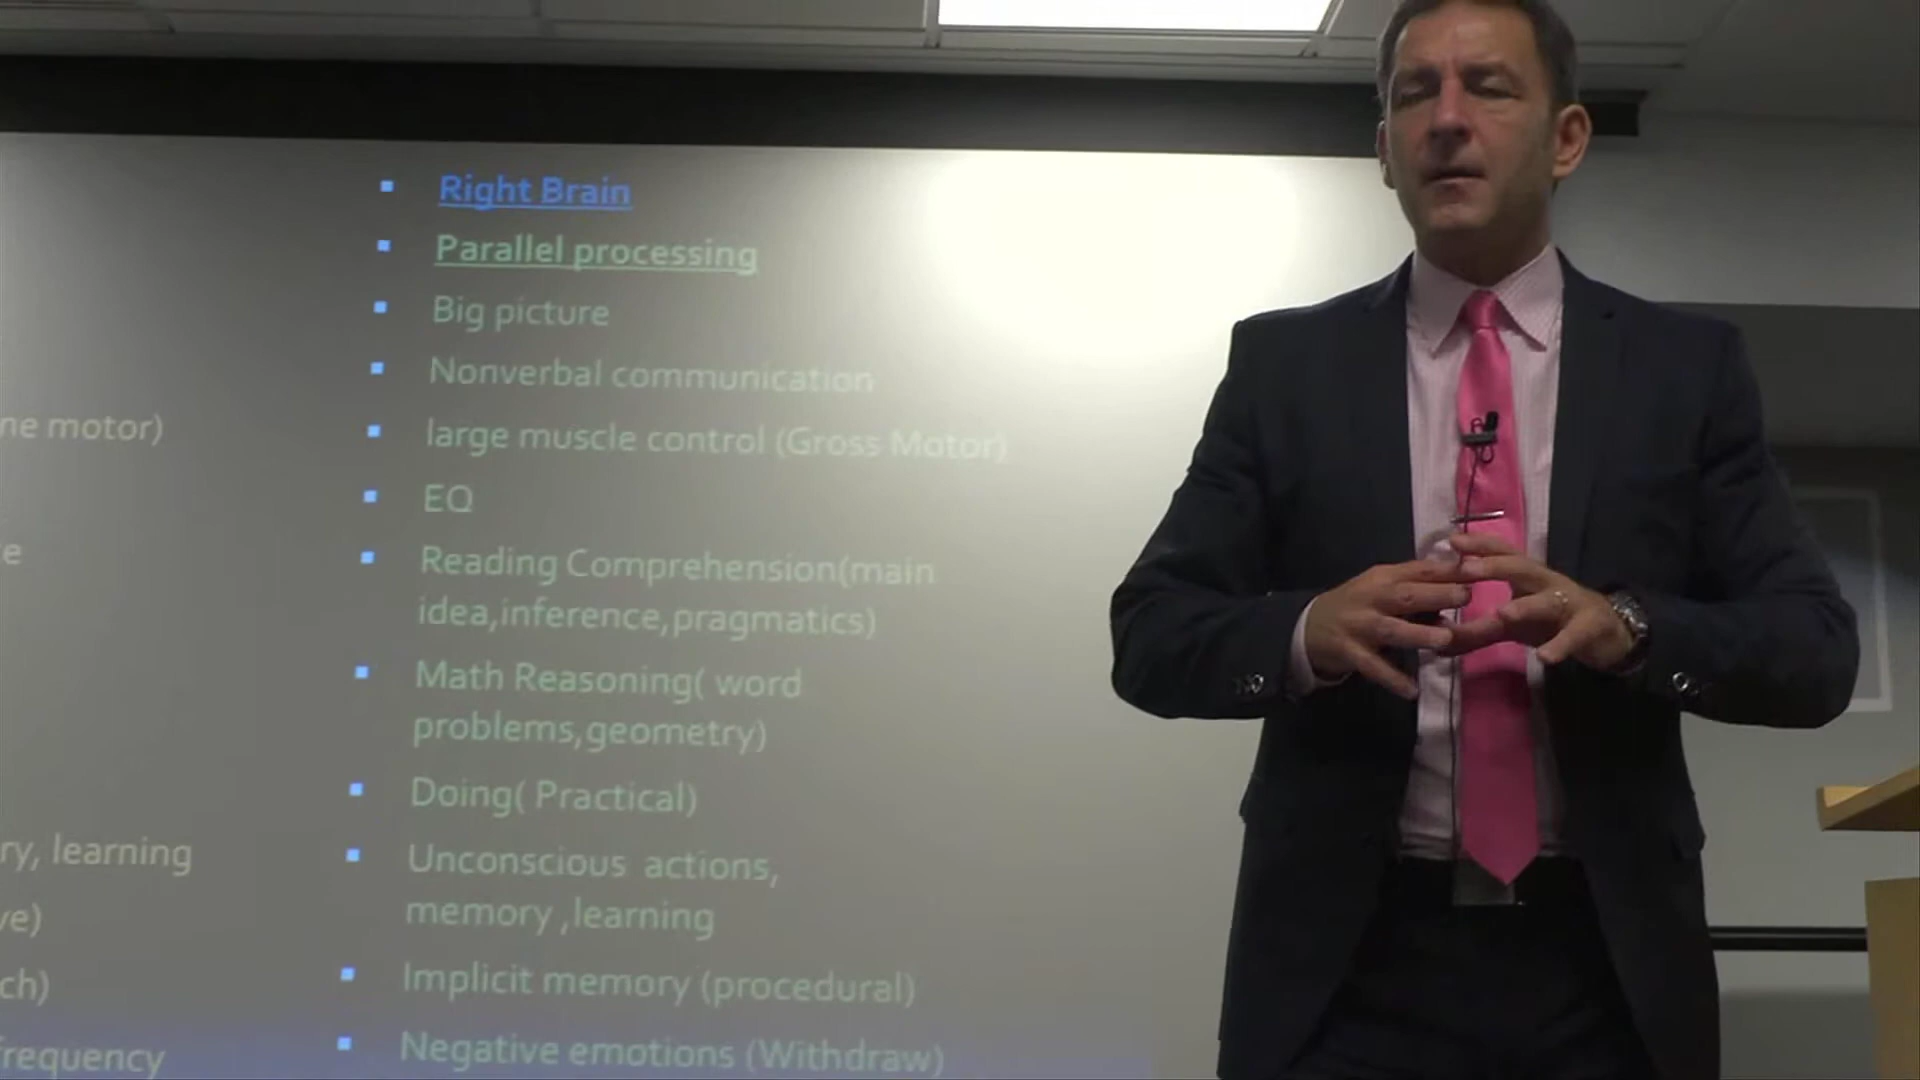 Right Brain
Parallel processing
Big picture
Nonverbal communication
ne motor)
large muscle control (Gross Motor)
EQ
e
Reading Comprehension(main
idea,inference,pragmatics)
Math Reasoning( word
problems,geometry)
Doing( Practical)
ry, learning
Unconscious actions,
memory ,learning
ve)
ch)
Implicit memory (procedural)
frequency
Negative emotions (Withdraw)